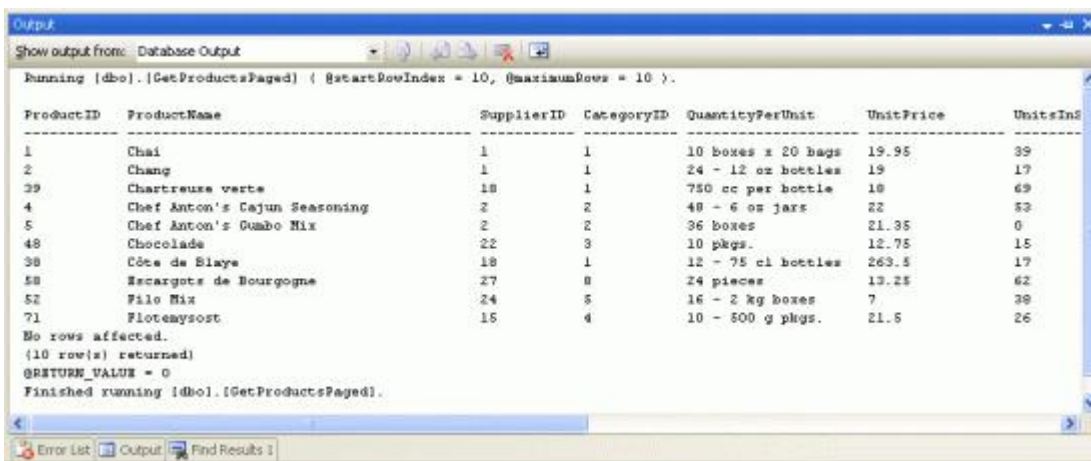 Output
Show output from: Database Output
Running [dbo].[GetProductsPaged] ( @startRowIndex = 10, @maximumRows = 10 ).
ProductID ProductName SupplierID CategoryID QuantityPerUnit UnitPrice UnitsInS
1 Chai 1 1 10 boxes x 20 bags 19.95 39
2 Chang 1 1 24 - 12 oz bottles 19 17
39 Chartreuse verte 18 1 750 cc per bottle 18 69
4 Chef Anton's Cajun Seasoning 2 2 48 - 6 oz jars 22 53
5 Chef Anton's Gumbo Mix 2 2 36 boxes 21.35 0
48 Chocolade 22 3 10 pkgs. 12.75 15
38 Côte de Blaye 18 1 12 - 75 cl bottles 263.5 17
58 Escargots de Bourgogne 27 8 24 pieces 13.25 62
52 Filo Mix 24 5 16 - 2 kg boxes 7 38
71 Flotemysost 15 4 10 - 500 g pkgs. 21.5 26
No rows affected.
(10 row(s) returned)
@RETURN_VALUE = 0
Finished running [dbo].[GetProductsPaged].
Error List Output Find Results 1